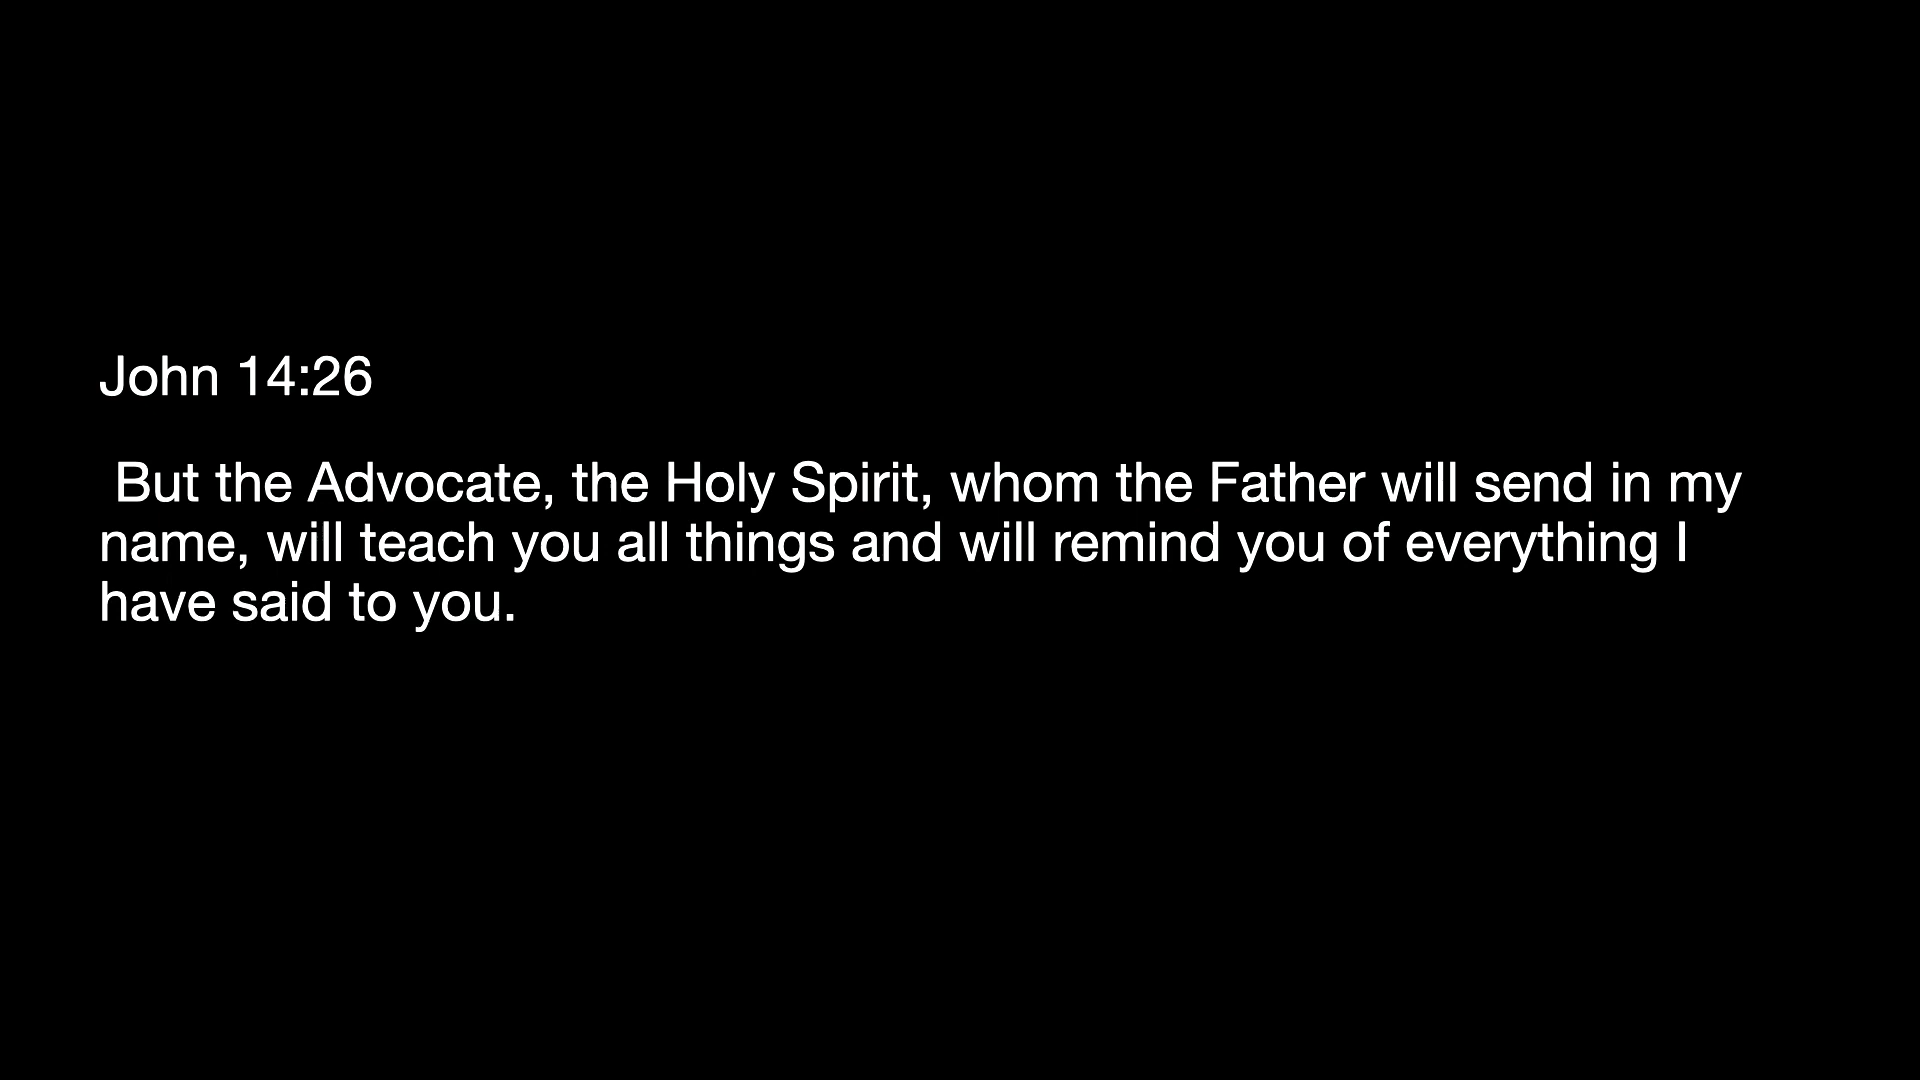 John 14:26
But the Advocate, the Holy Spirit, whom the Father will send in my
name, will teach you all things and will remind you of everything I
have said to you.